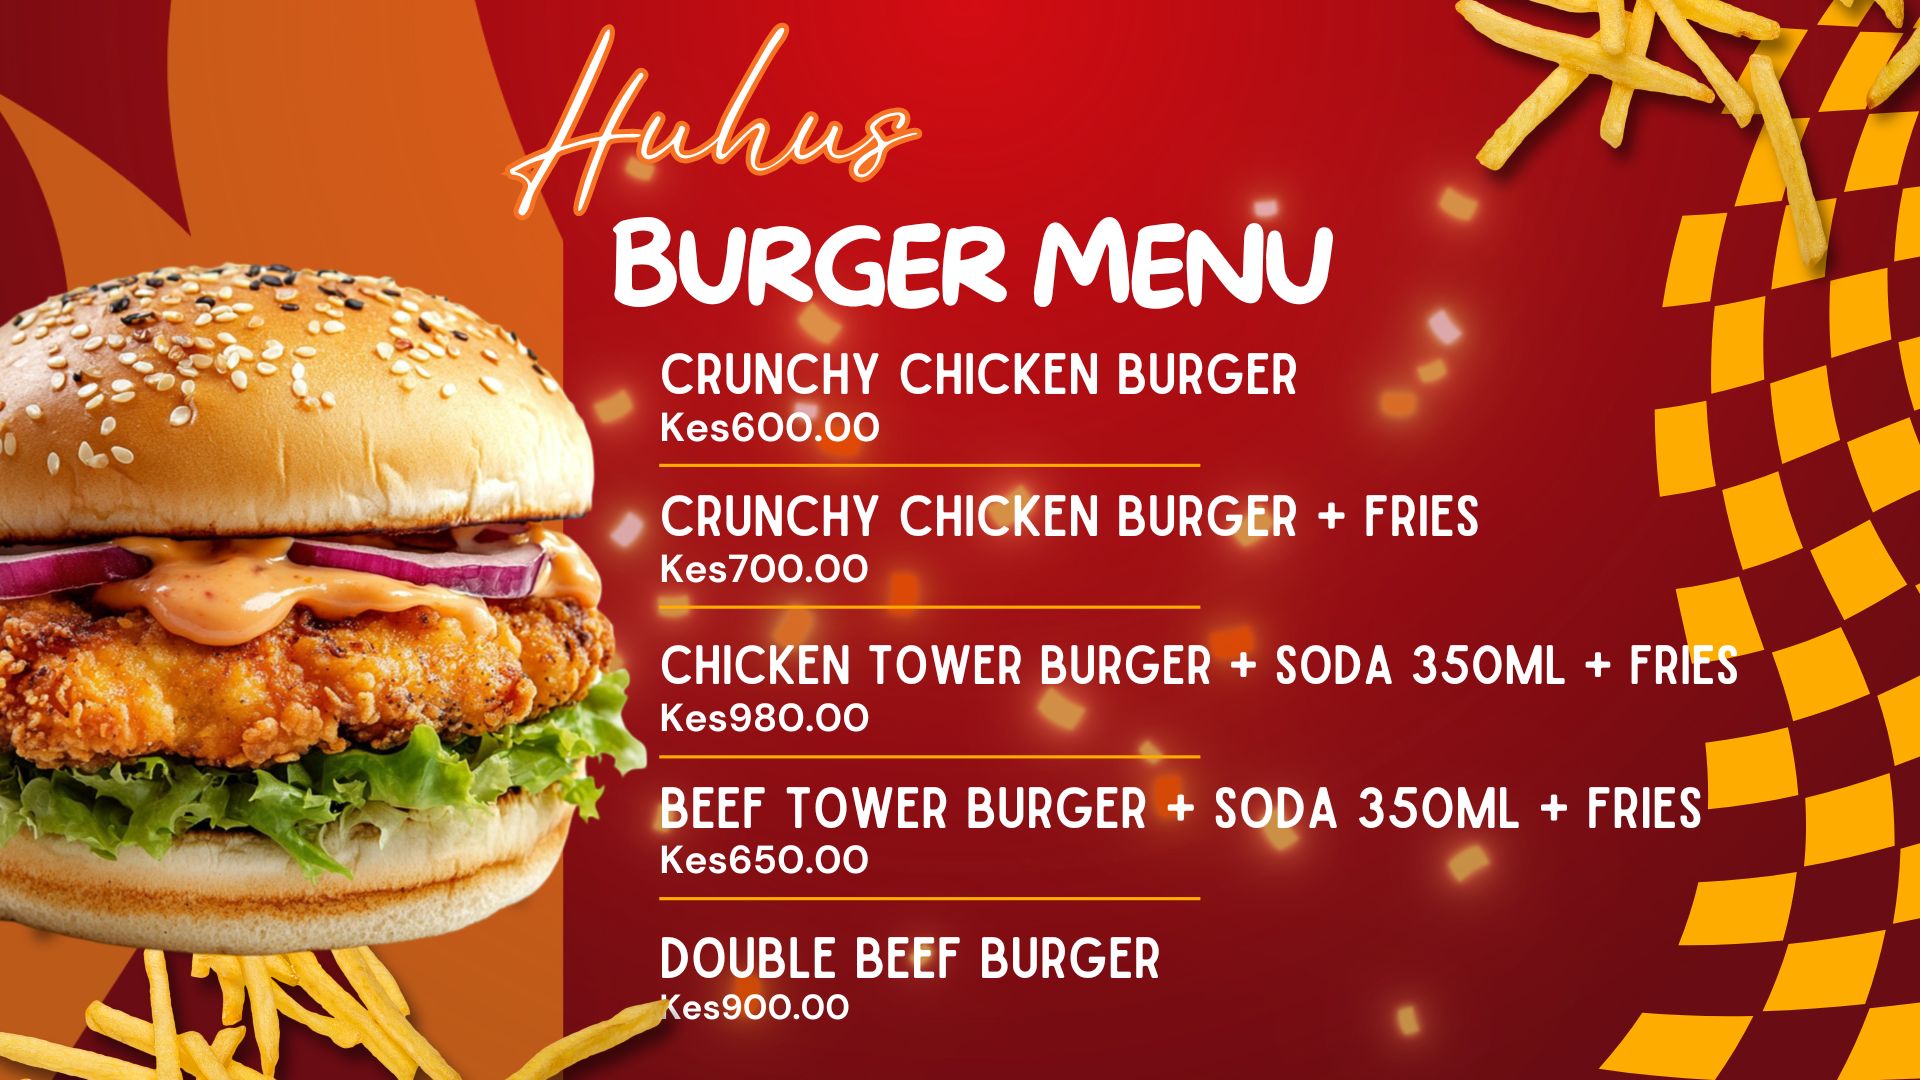 Huhus
BURGER MENU
CRUNCHY CHICKEN BURGER
Kes600.00
CRUNCHY CHICKEN BURGER + FRIES
Kes700.00
CHICKEN TOWER BURGER + SODA 350ML + FRIES
Kes980.00
BEEF TOWER BURGER + SODA 350ML + FRIES
Kes650.00
DOUBLE BEEF BURGER
Kes900.00